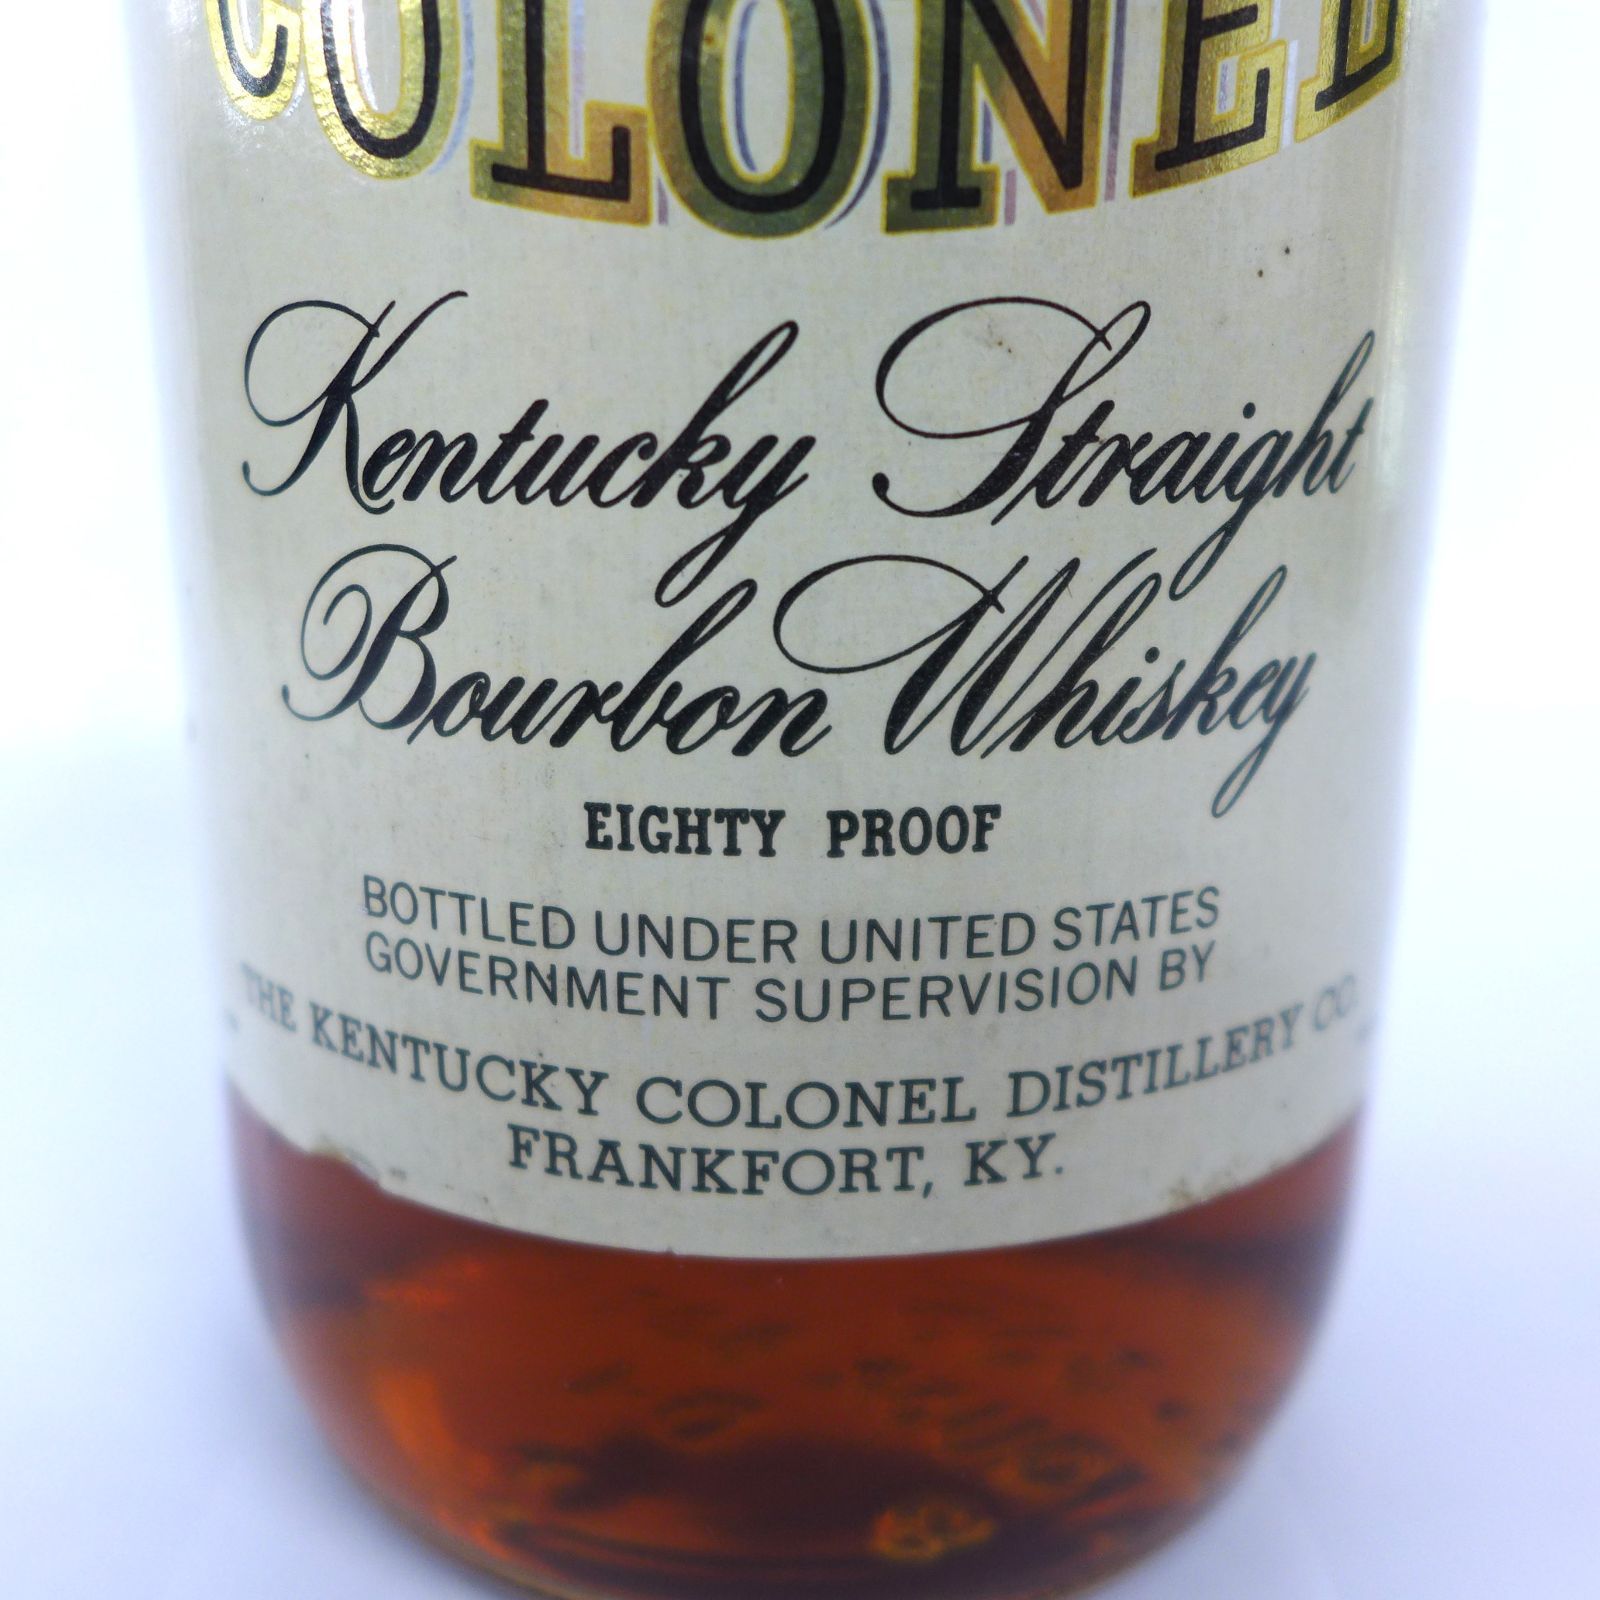 COLONEL
Kentucky Straight
Bourbon Whiskey
EIGHTY PROOF
BOTTLED UNDER UNITED STATES
GOVERNMENT SUPERVISION BY
THE KENTUCKY COLONEL DISTILLERY CO.
FRANKFORT, KY.